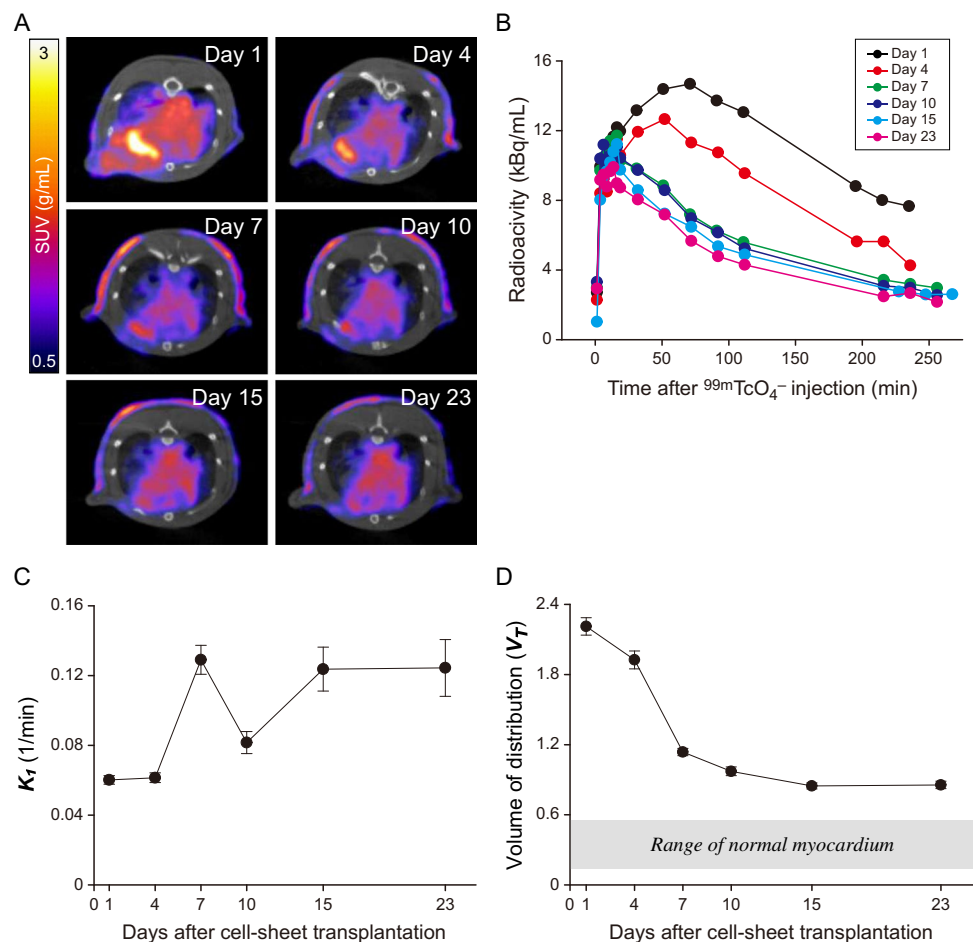 A
3
SUV (g/mL)
0.5
Day 1
Day 4
Day 7
Day 10
Day 15
Day 23
B
Radioacivity (kBq/mL)
16
12
8
4
0
0 50 100 150 200 250
Time after 99mTcO4– injection (min)
Day 1
Day 4
Day 7
Day 10
Day 15
Day 23
C
K1 (1/min)
0.16
0.12
0.08
0.04
0
0 1 4 7 10 15 23
Days after cell-sheet transplantation
D
Volume of distribution (VT)
2.4
1.8
1.2
0.6
0
Range of normal myocardium
0 1 4 7 10 15 23
Days after cell-sheet transplantation